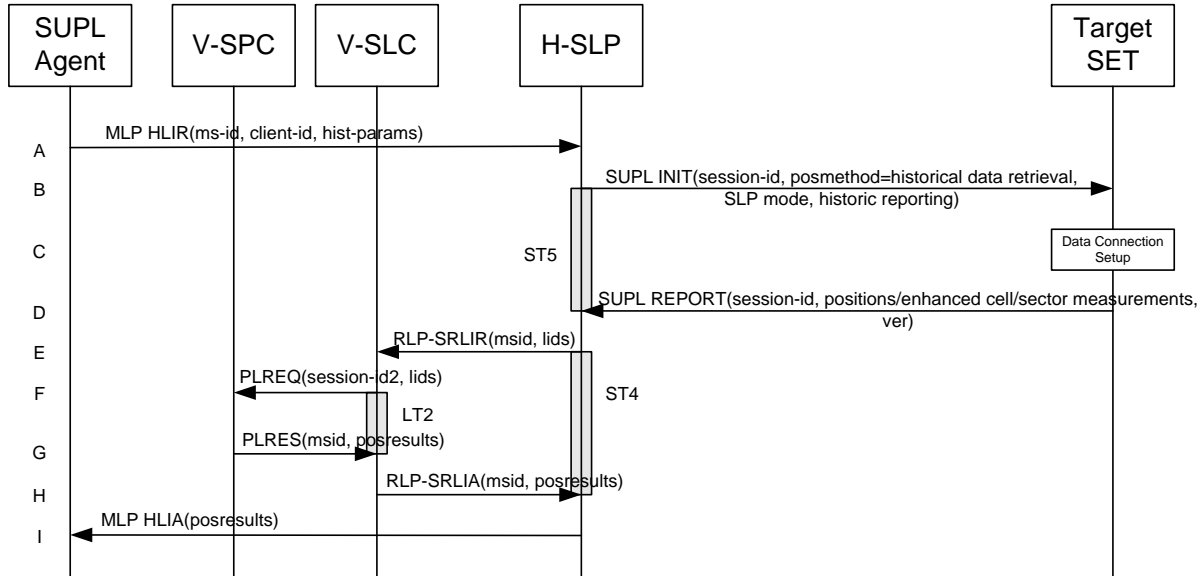 SUPL
Agent
V-SPC
V-SLC
H-SLP
Target
SET
A
MLP HLIR(ms-id, client-id, hist-params)
B
SUPL INIT(session-id, posmethod=historical data retrieval,
SLP mode, historic reporting)
C
ST5
Data Connection
Setup
D
SUPL REPORT(session-id, positions/enhanced cell/sector measurements,
ver)
E
RLP-SRLIR(msid, lids)
F
PLREQ(session-id2, lids)
ST4
LT2
G
PLRES(msid, posresults)
H
RLP-SRLIA(msid, posresults)
I
MLP HLIA(posresults)